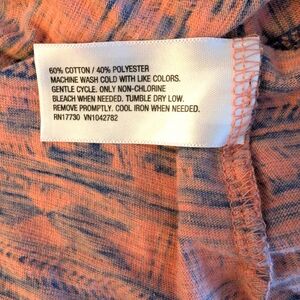 60% COTTON / 40% POLYESTER
MACHINE WASH COLD WITH LIKE COLORS.
GENTLE CYCLE. ONLY NON-CHLORINE
BLEACH WHEN NEEDED. TUMBLE DRY LOW.
REMOVE PROMPTLY. COOL IRON WHEN NEEDED.
RN17730 VN1042782